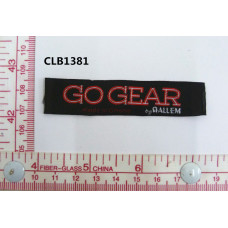 CLB1381
GO GEAR
by GALLEM
FIBER-GLASS CHINA